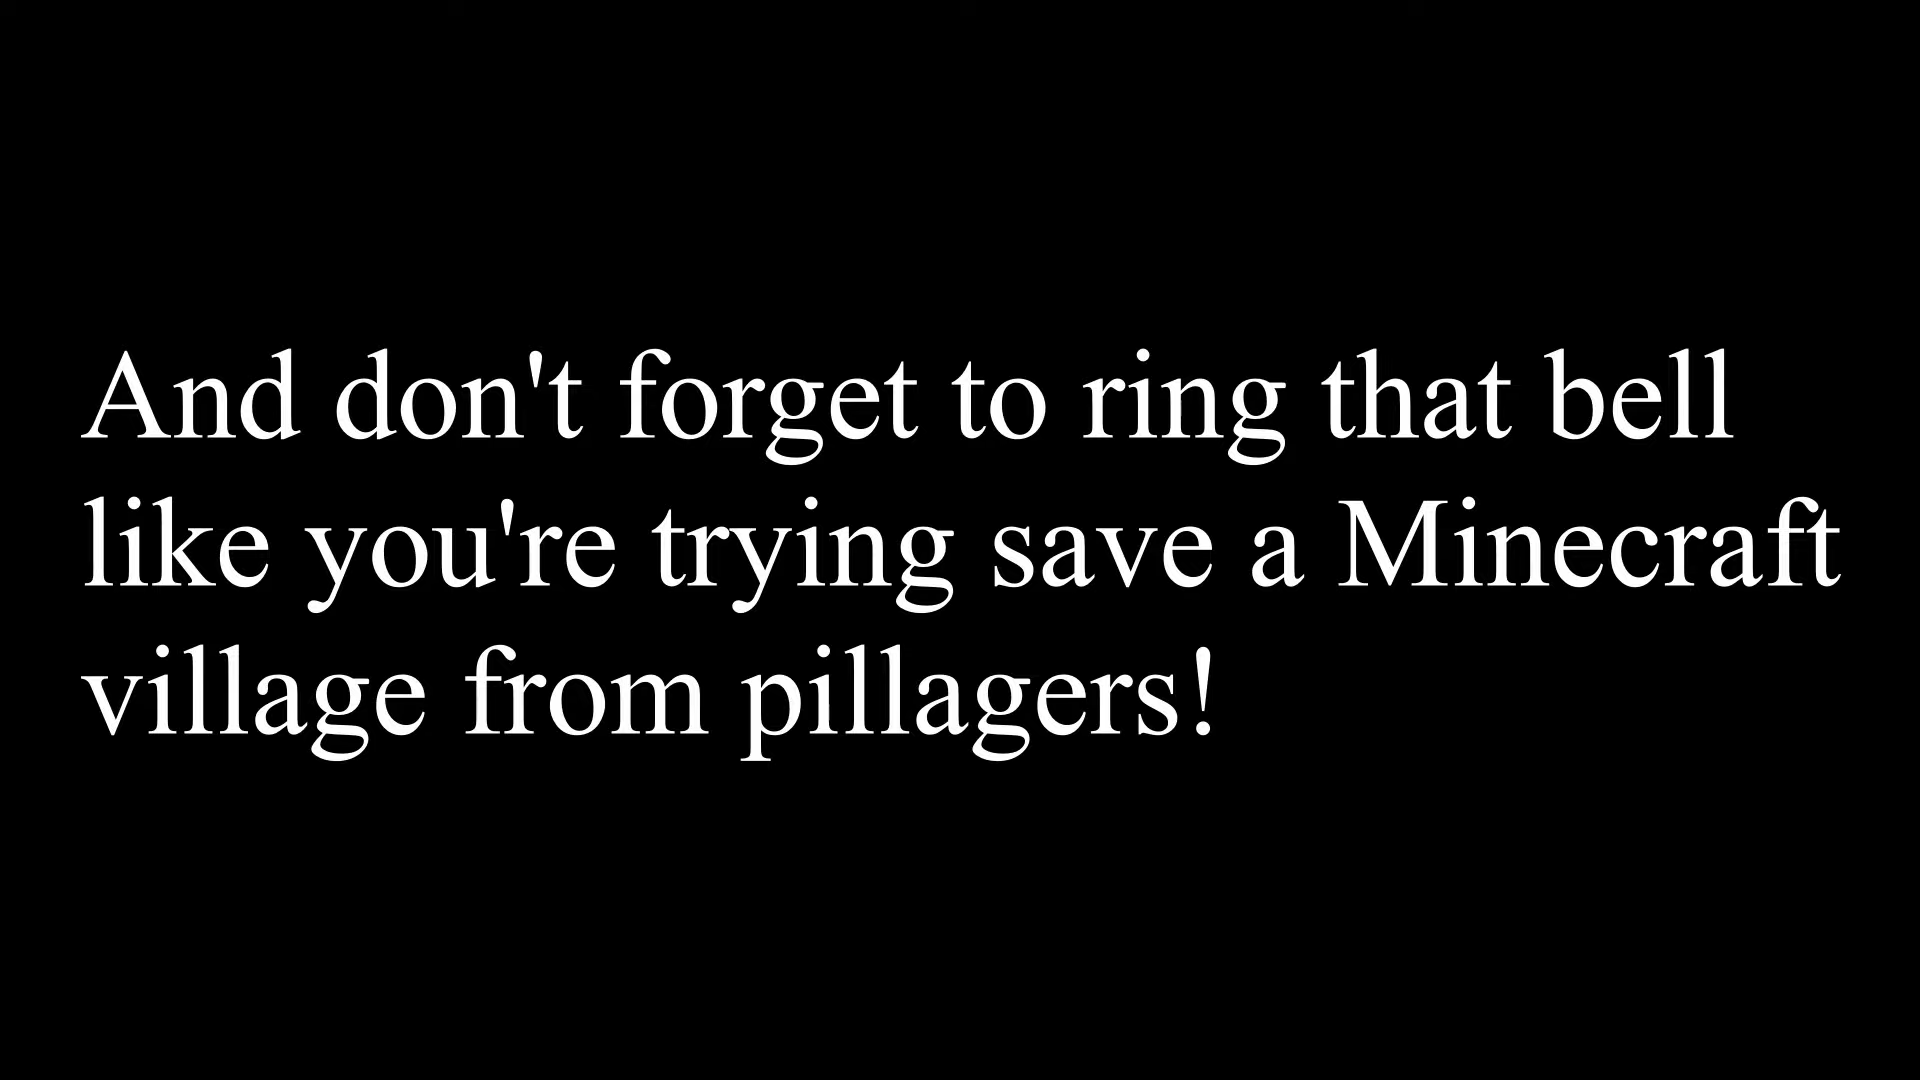 And don't forget to ring that bell
like you're trying save a Minecraft
village from pillagers!